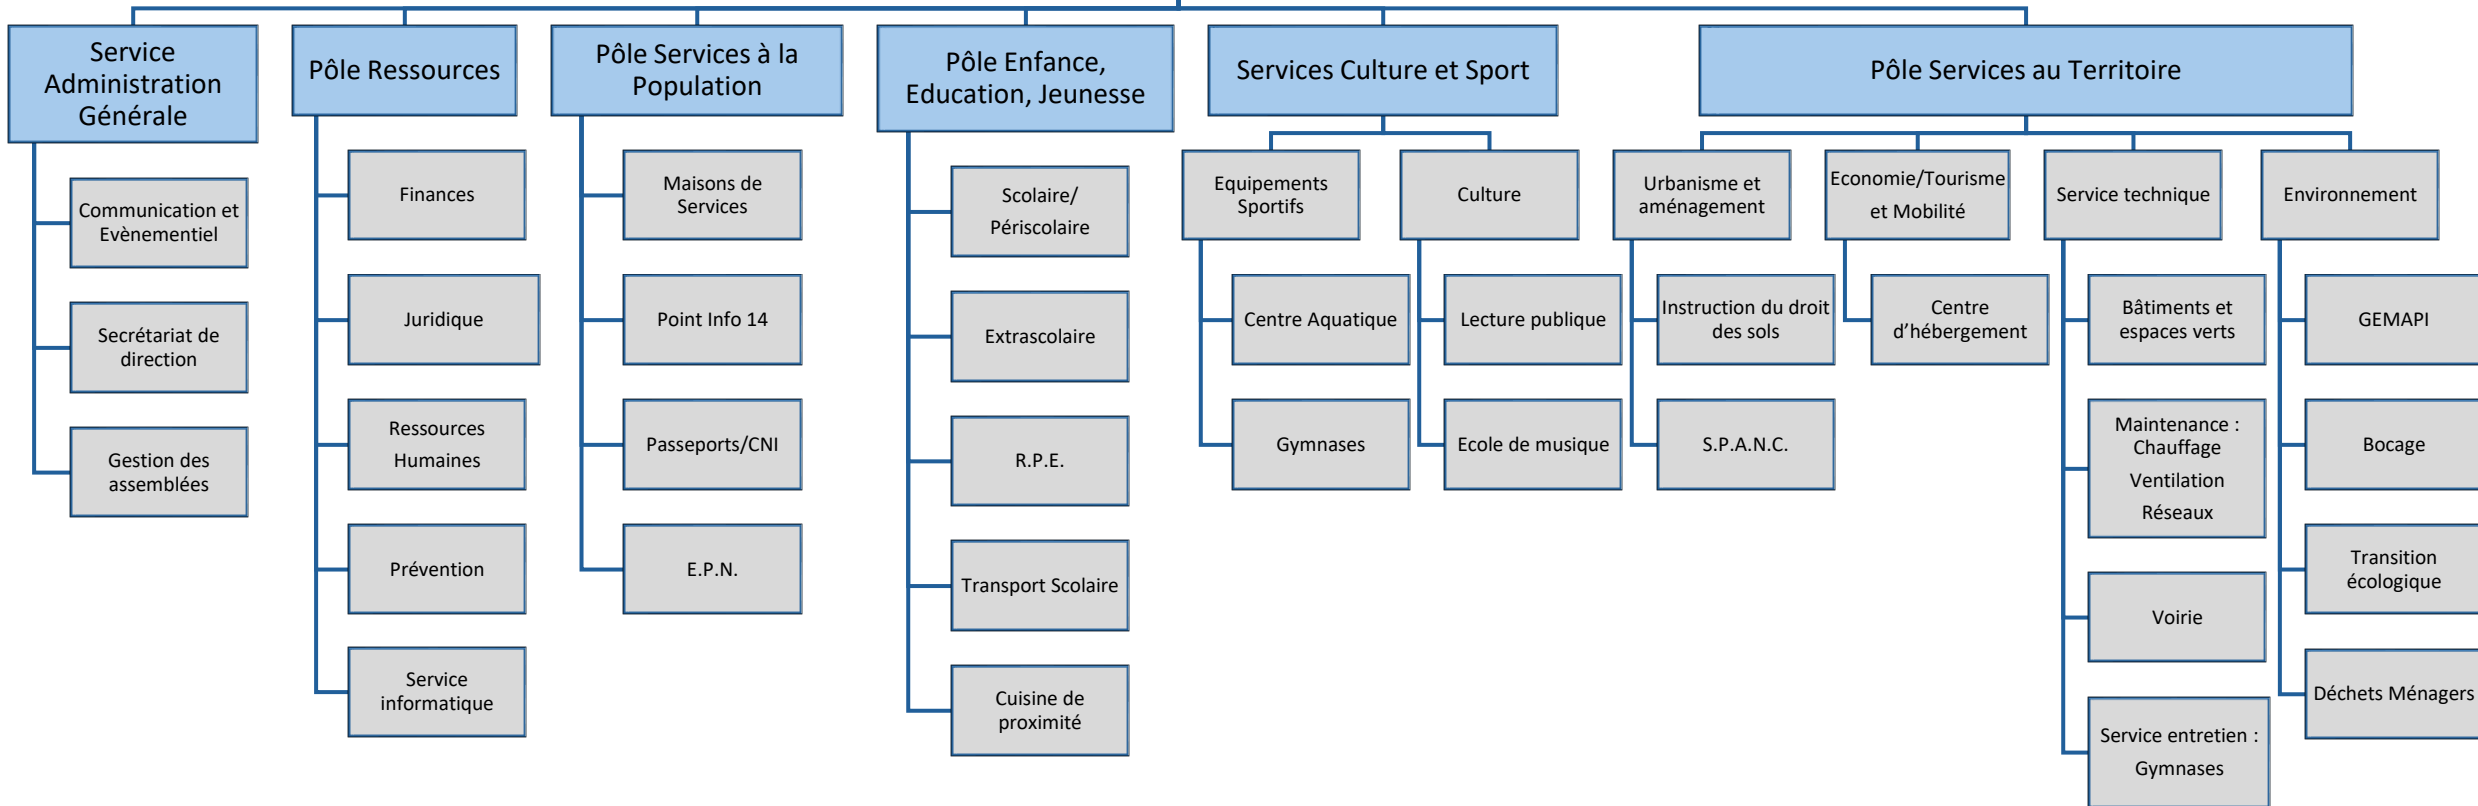 Service
Administration
Générale
Communication et
Evènementiel
Secrétariat de
direction
Gestion des
assemblées
Pôle Ressources
Finances
Juridique
Ressources
Humaines
Prévention
Service
informatique
Pôle Services à la
Population
Maisons de
Services
Point Info 14
Passeports/CNI
E.P.N.
Pôle Enfance,
Education, Jeunesse
Scolaire/
Périscolaire
Extrascolaire
R.P.E.
Transport Scolaire
Cuisine de
proximité
Services Culture et Sport
Equipements
Sportifs
Centre Aquatique
Gymnases
Culture
Lecture publique
Ecole de musique
Pôle Services au Territoire
Urbanisme et
aménagement
Instruction du droit
des sols
S.P.A.N.C.
Economie/Tourisme
et Mobilité
Centre
d’hébergement
Service technique
Bâtiments et
espaces verts
Maintenance :
Chauffage
Ventilation
Réseaux
Voirie
Service entretien :
Gymnases
Environnement
GEMAPI
Bocage
Transition
écologique
Déchets Ménagers